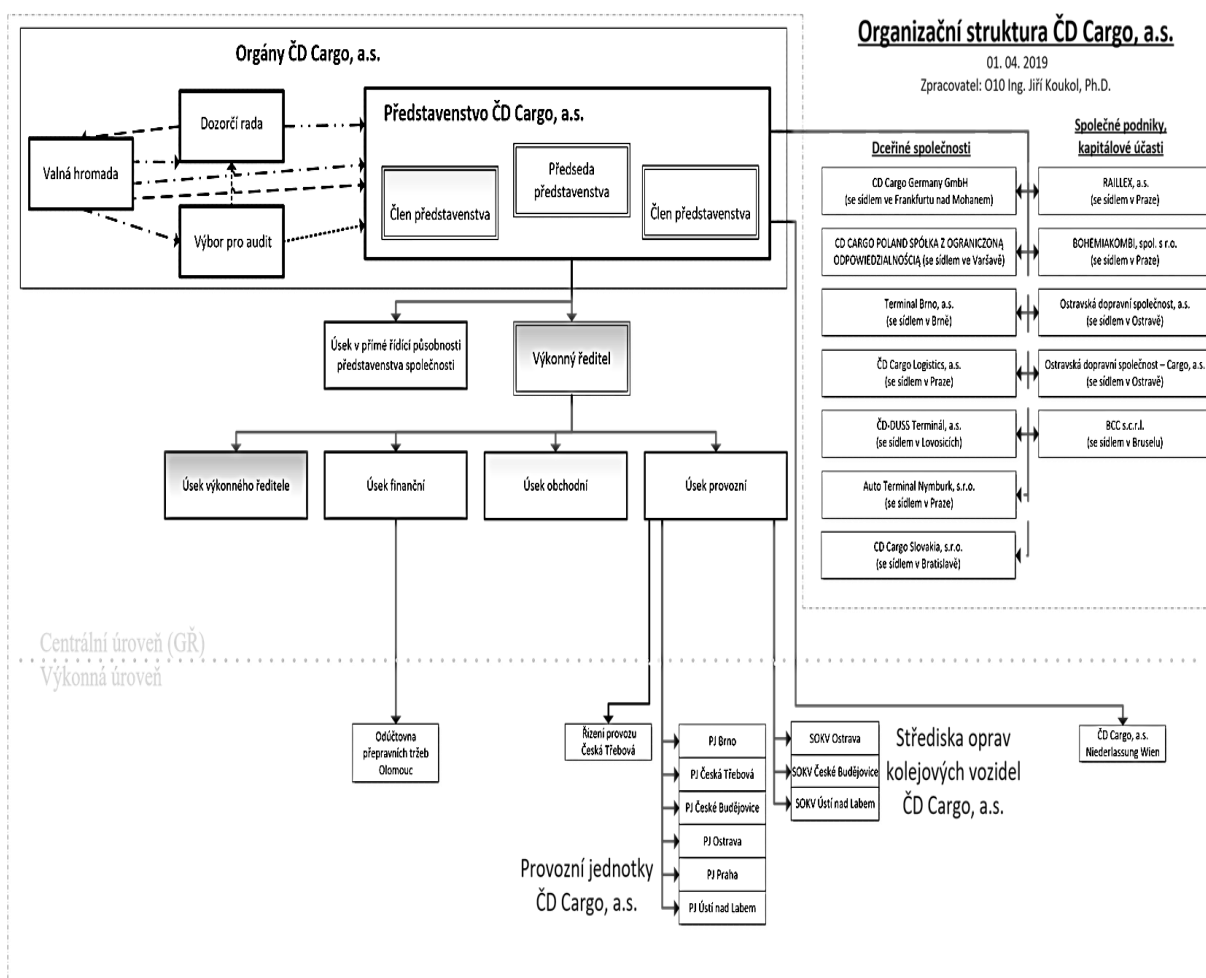 Organizační struktura ČD Cargo, a.s.
01. 04. 2019
Zpracovatel: O10 Ing. Jiří Koukol, Ph.D.
Orgány ČD Cargo, a.s.
Valná hromada
Dozorčí rada
Výbor pro audit
Představenstvo ČD Cargo, a.s.
Člen představenstva
Předseda
představenstva
Člen představenstva
Dceřiné společnosti
CD Cargo Germany GmbH
(se sídlem ve Frankfurtu nad Mohanem)
CD CARGO POLAND SPÓŁKA Z OGRANICZONĄ
ODPOWIEDZIALNOŚCIĄ (se sídlem ve Varšavě)
Terminal Brno, a.s.
(se sídlem v Brně)
ČD Cargo Logistics, a.s.
(se sídlem v Praze)
ČD-DUSS Terminál, a.s.
(se sídlem v Lovosicích)
Auto Terminal Nymburk, s.r.o.
(se sídlem v Praze)
CD Cargo Slovakia, s.r.o.
(se sídlem v Bratislavě)
Společné podniky,
kapitálové účasti
RAILLEX, a.s.
(se sídlem v Praze)
BOHEMIAKOMBI, spol. s r.o.
(se sídlem v Praze)
Ostravská dopravní společnost, a.s.
(se sídlem v Ostravě)
Ostravská dopravní společnost – Cargo, a.s.
(se sídlem v Ostravě)
BCC s.c.r.l.
(se sídlem v Bruselu)
Úsek v přímé řídící působnosti
představenstva společnosti
Výkonný ředitel
Úsek výkonného ředitele
Úsek finanční
Úsek obchodní
Úsek provozní
Centrální úroveň (GŘ)
Výkonná úroveň
Odúčtovna
přepravních tržeb
Olomouc
Řízení provozu
Česká Třebová
PJ Brno
PJ Česká Třebová
PJ České Budějovice
PJ Ostrava
PJ Praha
PJ Ústí nad Labem
Provozní jednotky
ČD Cargo, a.s.
SOKV Ostrava
SOKV České Budějovice
SOKV Ústí nad Labem
Střediska oprav
kolejových vozidel
ČD Cargo, a.s.
ČD Cargo, a.s.
Niederlassung Wien